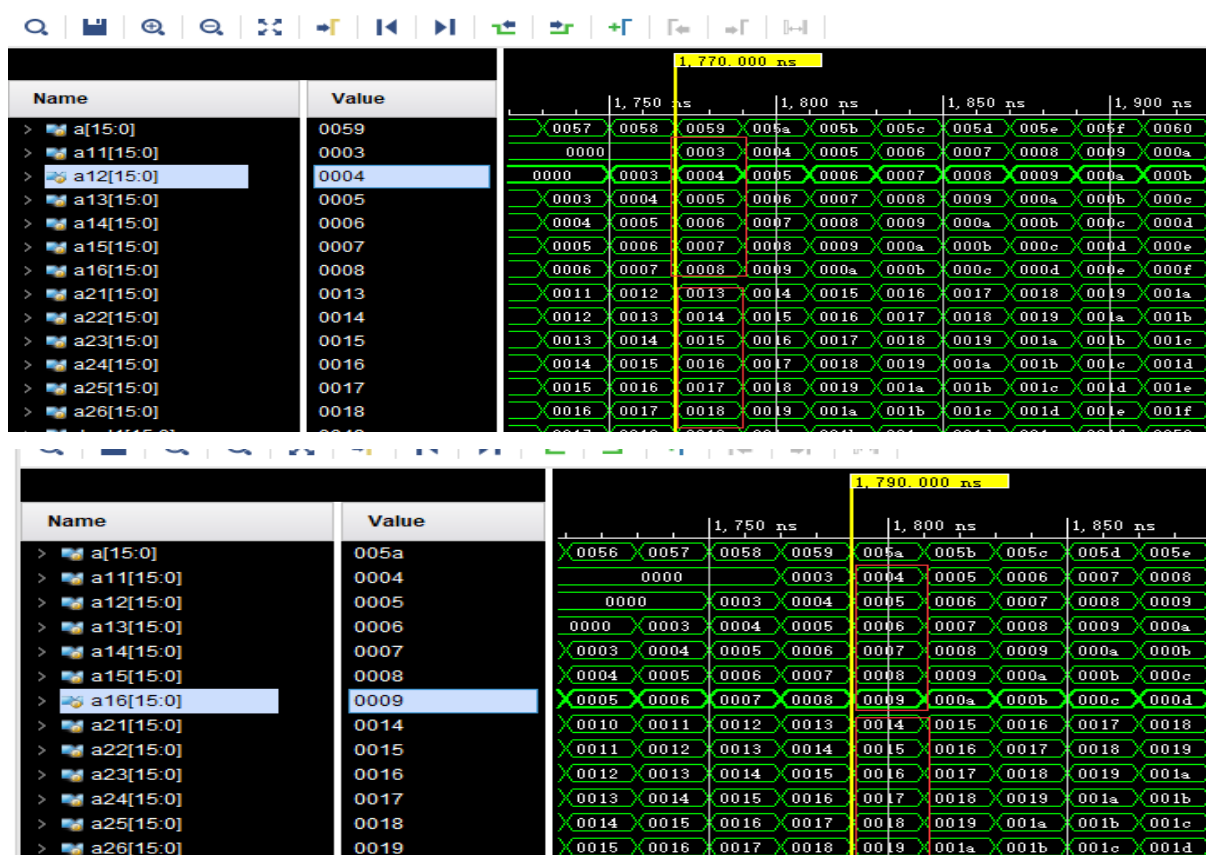 1,770.000 ns
Name Value 1,750 ns 1,800 ns 1,850 ns 1,900 ns
a[15:0] 0059 0057 0058 0059 005a 005b 005c 005d 005e 005f 0060
a11[15:0] 0003 0000 0003 0004 0005 0006 0007 0008 0009 000a
a12[15:0] 0004 0000 0003 0004 0005 0006 0007 0008 0009 000a 000b
a13[15:0] 0005 0003 0004 0005 0006 0007 0008 0009 000a 000b 000c
a14[15:0] 0006 0004 0005 0006 0007 0008 0009 000a 000b 000c 000d
a15[15:0] 0007 0005 0006 0007 0008 0009 000a 000b 000c 000d 000e
a16[15:0] 0008 0006 0007 0008 0009 000a 000b 000c 000d 000e 000f
a21[15:0] 0013 0011 0012 0013 0014 0015 0016 0017 0018 0019 001a
a22[15:0] 0014 0012 0013 0014 0015 0016 0017 0018 0019 001a 001b
a23[15:0] 0015 0013 0014 0015 0016 0017 0018 0019 001a 001b 001c
a24[15:0] 0016 0014 0015 0016 0017 0018 0019 001a 001b 001c 001d
a25[15:0] 0017 0015 0016 0017 0018 0019 001a 001b 001c 001d 001e
a26[15:0] 0018 0016 0017 0018 0019 001a 001b 001c 001d 001e 001f
1,790.000 ns
Name Value 1,750 ns 1,800 ns 1,850 ns
a[15:0] 005a 0056 0057 0058 0059 005a 005b 005c 005d 005e
a11[15:0] 0004 0000 0003 0004 0005 0006 0007 0008
a12[15:0] 0005 0000 0003 0004 0005 0006 0007 0008 0009
a13[15:0] 0006 0000 0003 0004 0005 0006 0007 0008 0009 000a
a14[15:0] 0007 0003 0004 0005 0006 0007 0008 0009 000a 000b
a15[15:0] 0008 0004 0005 0006 0007 0008 0009 000a 000b 000c
a16[15:0] 0009 0005 0006 0007 0008 0009 000a 000b 000c 000d
a21[15:0] 0014 0010 0011 0012 0013 0014 0015 0016 0017 0018
a22[15:0] 0015 0011 0012 0013 0014 0015 0016 0017 0018 0019
a23[15:0] 0016 0012 0013 0014 0015 0016 0017 0018 0019 001a
a24[15:0] 0017 0013 0014 0015 0016 0017 0018 0019 001a 001b
a25[15:0] 0018 0014 0015 0016 0017 0018 0019 001a 001b 001c
a26[15:0] 0019 0015 0016 0017 0018 0019 001a 001b 001c 001d